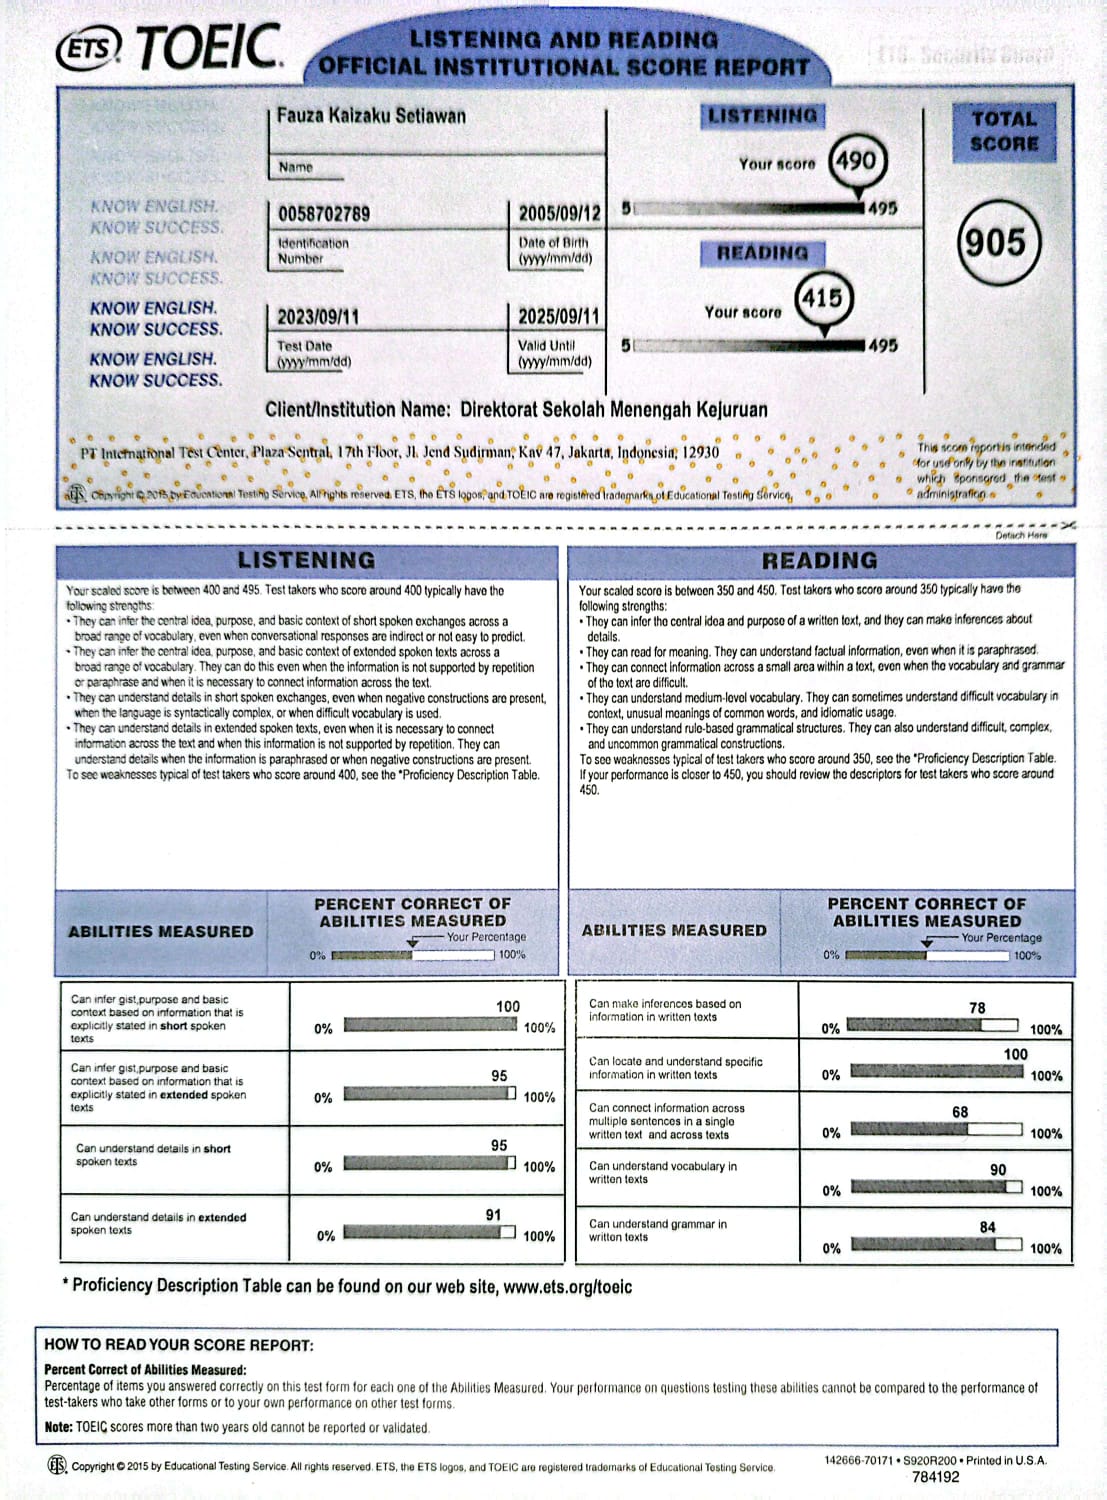 ETS. TOEIC.
LISTENING AND READING
OFFICIAL INSTITUTIONAL SCORE REPORT
KNOW ENGLISH.
KNOW SUCCESS.
KNOW ENGLISH.
KNOW SUCCESS.
KNOW ENGLISH.
KNOW SUCCESS.
KNOW ENGLISH.
KNOW SUCCESS.
Fauza Kaizaku Setiawan
Name
0058702789
Identification
Number
2005/09/12
Date of Birth
(yyyy/mm/dd)
2023/09/11
Test Date
(yyyy/mm/dd)
2025/09/11
Valid Until
(yyyy/mm/dd)
LISTENING
Your score 490
5 495
READING
Your score 415
5 495
TOTAL
SCORE
905
Client/Institution Name: Direktorat Sekolah Menengah Kejuruan
PT International Test Center, Plaza Sentral, 17th Floor, Jl. Jend Sudirman, Kav 47, Jakarta, Indonesia, 12930
This score report is intended
for use only by the institution
which sponsored the test
administration
ETS Copyright © 2015 by Educational Testing Service. All rights reserved. ETS, the ETS logos, and TOEIC are registered trademarks of Educational Testing Service.
Detach Here
LISTENING
Your scaled score is between 400 and 495. Test takers who score around 400 typically have the
following strengths:
• They can infer the central idea, purpose, and basic context of short spoken exchanges across a
broad range of vocabulary, even when conversational responses are indirect or not easy to predict.
• They can infer the central idea, purpose, and basic context of extended spoken texts across a
broad range of vocabulary. They can do this even when the information is not supported by repetition
or paraphrase and when it is necessary to connect information across the text.
• They can understand details in short spoken exchanges, even when negative constructions are present,
when the language is syntactically complex, or when difficult vocabulary is used.
• They can understand details in extended spoken texts, even when it is necessary to connect
information across the text and when this information is not supported by repetition. They can
understand details when the information is paraphrased or when negative constructions are present.
To see weaknesses typical of test takers who score around 400, see the *Proficiency Description Table.
READING
Your scaled score is between 350 and 450. Test takers who score around 350 typically have the
following strengths:
• They can infer the central idea and purpose of a written text, and they can make inferences about
details.
• They can read for meaning. They can understand factual information, even when it is paraphrased.
• They can connect information across a small area within a text, even when the vocabulary and grammar
of the text are difficult.
• They can understand medium-level vocabulary. They can sometimes understand difficult vocabulary in
context, unusual meanings of common words, and idiomatic usage.
• They can understand rule-based grammatical structures. They can also understand difficult, complex,
and uncommon grammatical constructions.
To see weaknesses typical of test takers who score around 350, see the *Proficiency Description Table.
If your performance is closer to 450, you should review the descriptors for test takers who score around
450.
ABILITIES MEASURED
PERCENT CORRECT OF
ABILITIES MEASURED
Your Percentage
0% 100%
Can infer gist,purpose and basic
context based on information that is
explicitly stated in short spoken
texts
100
0% 100%
Can infer gist,purpose and basic
context based on information that is
explicitly stated in extended spoken
texts
95
0% 100%
Can understand details in short
spoken texts
95
0% 100%
Can understand details in extended
spoken texts
91
0% 100%
ABILITIES MEASURED
PERCENT CORRECT OF
ABILITIES MEASURED
Your Percentage
0% 100%
Can make inferences based on
information in written texts
78
0% 100%
Can locate and understand specific
information in written texts
100
0% 100%
Can connect information across
multiple sentences in a single
written text and across texts
68
0% 100%
Can understand vocabulary in
written texts
90
0% 100%
Can understand grammar in
written texts
84
0% 100%
* Proficiency Description Table can be found on our web site, www.ets.org/toeic
HOW TO READ YOUR SCORE REPORT:
Percent Correct of Abilities Measured:
Percentage of items you answered correctly on this test form for each one of the Abilities Measured. Your performance on questions testing these abilities cannot be compared to the performance of
test-takers who take other forms or to your own performance on other test forms.
Note: TOEIC scores more than two years old cannot be reported or validated.
ETS Copyright © 2015 by Educational Testing Service. All rights reserved. ETS, the ETS logos, and TOEIC are registered trademarks of Educational Testing Service.
142666-70171 • S920R200 • Printed in U.S.A.
784192